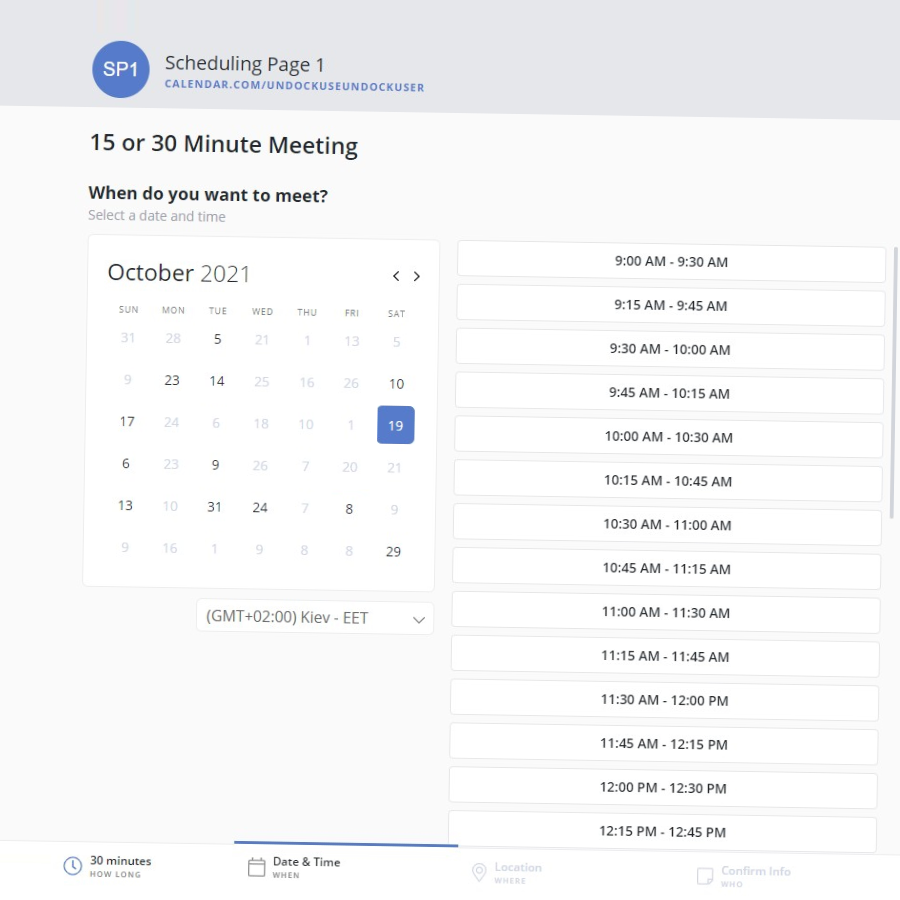 SP1
Scheduling Page 1
CALENDAR.COM/UNDOCKUSEUNDOCKUSER
15 or 30 Minute Meeting
When do you want to meet?
Select a date and time
October 2021
SUN MON TUE WED THU FRI SAT
31 28 5 21 1 13 5
9 23 14 25 16 26 10
17 24 6 18 10 1 19
6 23 9 26 7 20 21
13 10 31 24 7 8 9
9 16 1 9 8 8 29
(GMT+02:00) Kiev - EET
9:00 AM - 9:30 AM
9:15 AM - 9:45 AM
9:30 AM - 10:00 AM
9:45 AM - 10:15 AM
10:00 AM - 10:30 AM
10:15 AM - 10:45 AM
10:30 AM - 11:00 AM
10:45 AM - 11:15 AM
11:00 AM - 11:30 AM
11:15 AM - 11:45 AM
11:30 AM - 12:00 PM
11:45 AM - 12:15 PM
12:00 PM - 12:30 PM
12:15 PM - 12:45 PM
30 minutes
HOW LONG
Date & Time
WHEN
Location
WHERE
Confirm Info
WHO